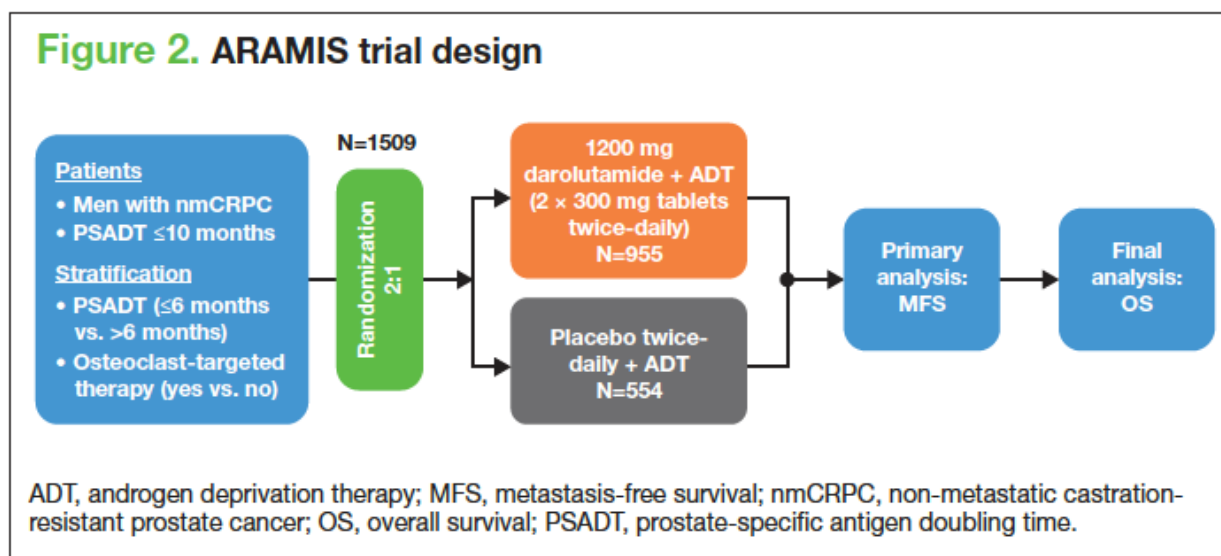 Figure 2. ARAMIS trial design
Patients
• Men with nmCRPC
• PSADT ≤10 months
Stratification
• PSADT (≤6 months
vs. >6 months)
• Osteoclast-targeted
therapy (yes vs. no)
N=1509
Randomization
2:1
1200 mg
darolutamide + ADT
(2 × 300 mg tablets
twice-daily)
N=955
Placebo twice-
daily + ADT
N=554
Primary
analysis:
MFS
Final
analysis:
OS
ADT, androgen deprivation therapy; MFS, metastasis-free survival; nmCRPC, non-metastatic castration-
resistant prostate cancer; OS, overall survival; PSADT, prostate-specific antigen doubling time.